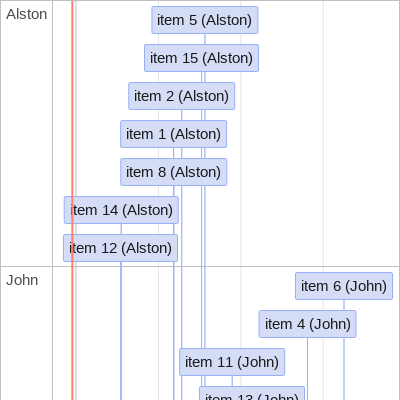 Alston
item 5 (Alston)
item 15 (Alston)
item 2 (Alston)
item 1 (Alston)
item 8 (Alston)
item 14 (Alston)
item 12 (Alston)
John
item 6 (John)
item 4 (John)
item 11 (John)
item 13 (John)